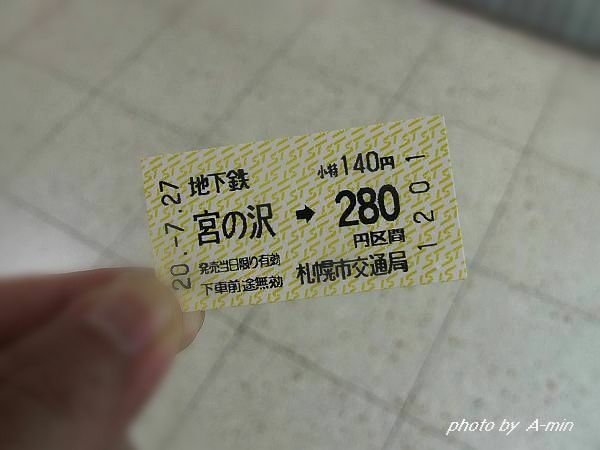 地下鉄
小特140円
宮の沢 ➡ 280
円区間
発売当日限り有効
下車前途無効
札幌市交通局
20.-7.27
1201
photo by A-min